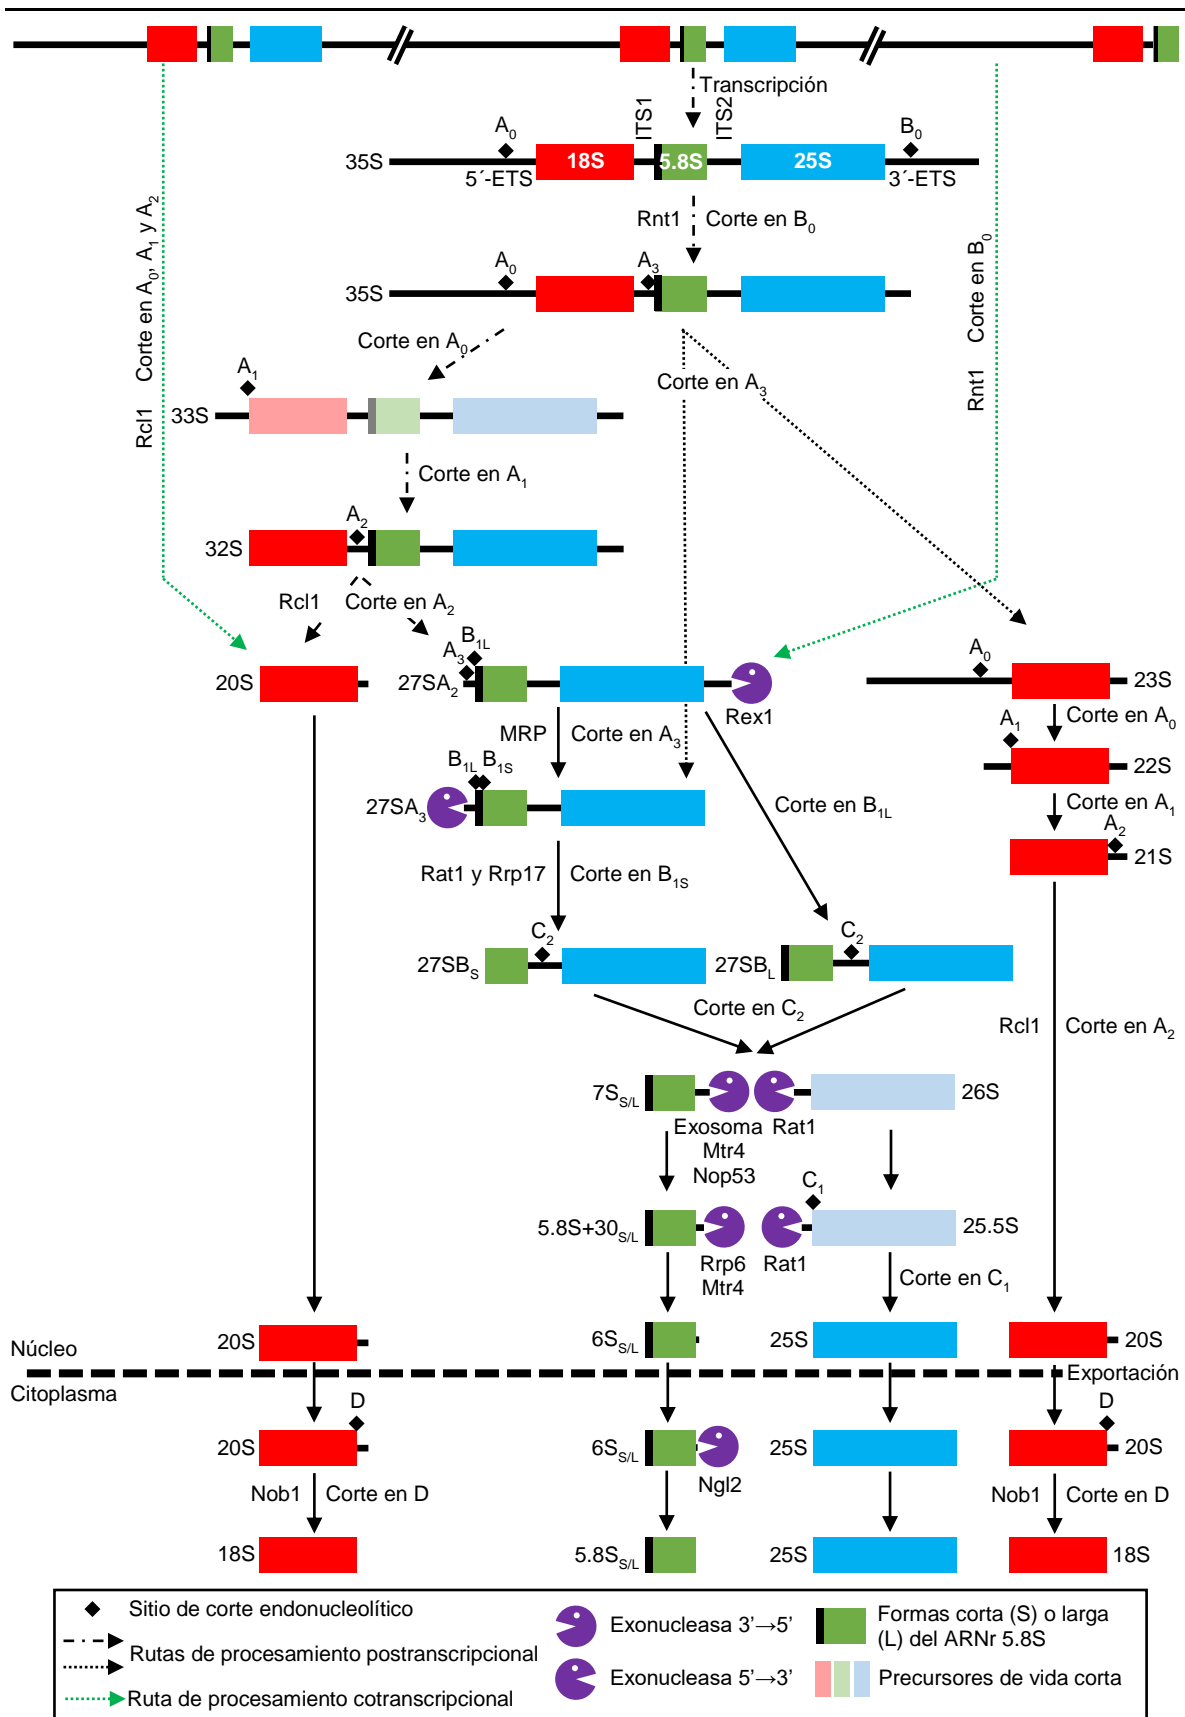 Transcripción
ITS1
ITS2
A0
B0
35S
18S
5.8S
25S
5´-ETS
3´-ETS
Rnt1
Corte en B0
Rcl1 Corte en A0, A1 y A2
Rnt1 Corte en B0
A0
A3
35S
Corte en A0
Corte en A3
A1
33S
Corte en A1
A2
32S
Rcl1
Corte en A2
20S
27SA2
A3
B1L
Rex1
A0
23S
Corte en A0
MRP
Corte en A3
A1
22S
Corte en A1
B1L
B1S
27SA3
Corte en B1L
A2
21S
Rat1 y Rrp17
Corte en B1S
C2
27SBS
C2
27SBL
Corte en C2
Rcl1
Corte en A2
7SS/L
26S
Exosoma
Mtr4
Nop53
Rat1
C1
5.8S+30S/L
25.5S
Rrp6
Mtr4
Rat1
Corte en C1
20S
6SS/L
25S
20S
Núcleo
Exportación
Citoplasma
D
D
20S
6SS/L
25S
20S
Ngl2
Nob1
Corte en D
Nob1
Corte en D
18S
5.8SS/L
25S
18S
Sitio de corte endonucleolítico
Rutas de procesamiento postranscripcional
Ruta de procesamiento cotranscripcional
Exonucleasa 3’→5’
Exonucleasa 5’→3’
Formas corta (S) o larga
(L) del ARNr 5.8S
Precursores de vida corta